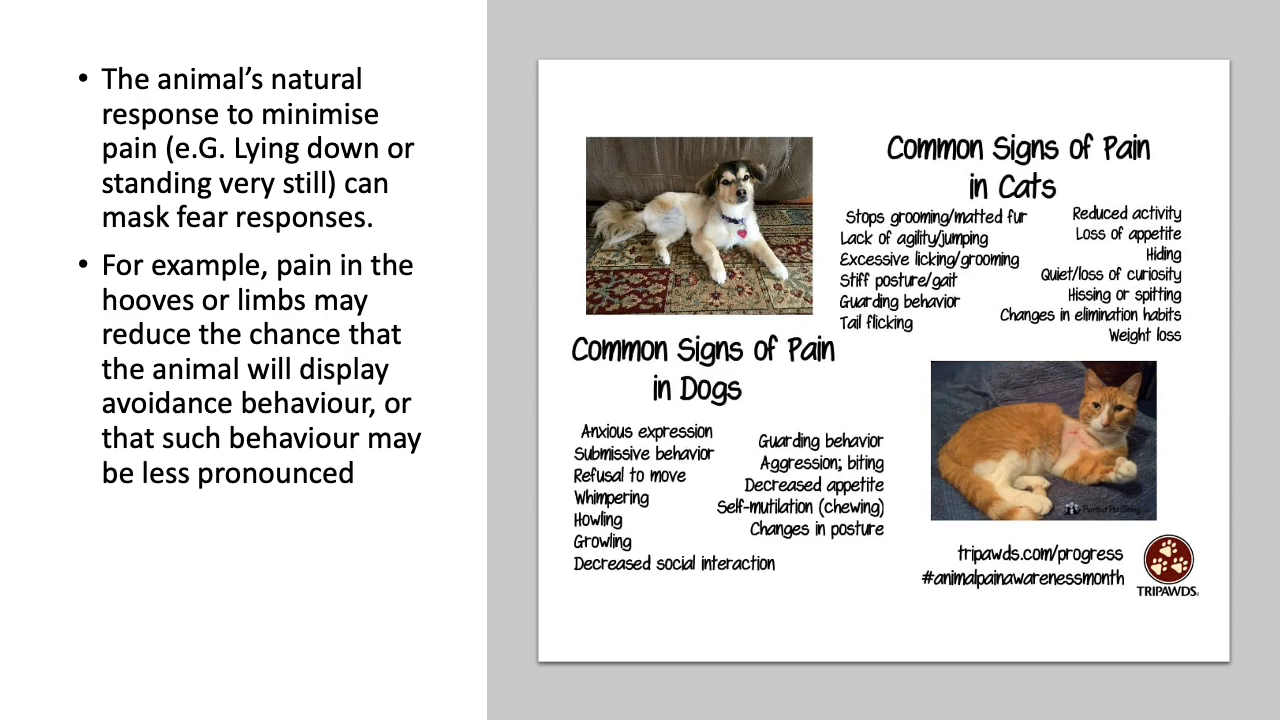 • The animal's natural
response to minimise
pain (e.G. Lying down or
standing very still) can
mask fear responses.
• For example, pain in the
hooves or limbs may
reduce the chance that
the animal will display
avoidance behaviour, or
that such behaviour may
be less pronounced
Common Signs of Pain
in Cats
Stops grooming/matted fur
Lack of agility/jumping
Excessive licking/grooming
Stiff posture/gait
Guarding behavior
Tail flicking
Reduced activity
Loss of appetite
Hiding
Quiet/loss of curiosity
Hissing or spitting
Changes in elimination habits
Weight loss
Common Signs of Pain
in Dogs
Anxious expression
Submissive behavior
Refusal to move
Whimpering
Howling
Growling
Decreased social interaction
Guarding behavior
Aggression; biting
Decreased appetite
Self-mutilation (chewing)
Changes in posture
Purrfect Pet Sitting
tripawds.com/progress
#animalpainawarenessmonth
TRIPAWDS